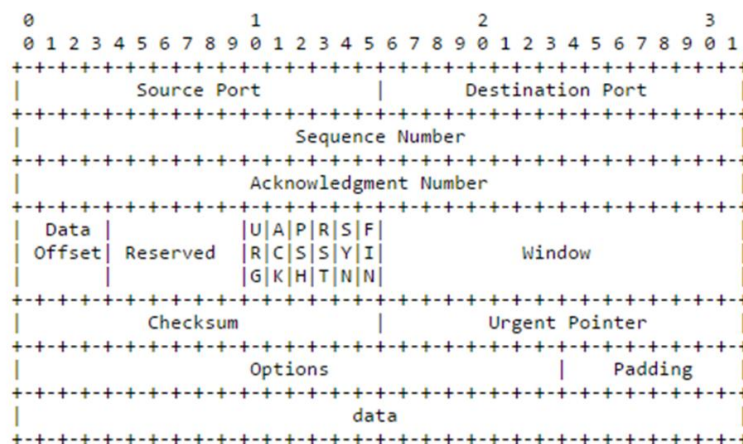 0                   1                   2                   3
0 1 2 3 4 5 6 7 8 9 0 1 2 3 4 5 6 7 8 9 0 1 2 3 4 5 6 7 8 9 0 1
+-+-+-+-+-+-+-+-+-+-+-+-+-+-+-+-+-+-+-+-+-+-+-+-+-+-+-+-+-+-+-+-
|          Source Port          |       Destination Port        |
+-+-+-+-+-+-+-+-+-+-+-+-+-+-+-+-+-+-+-+-+-+-+-+-+-+-+-+-+-+-+-+-
|                        Sequence Number                        |
+-+-+-+-+-+-+-+-+-+-+-+-+-+-+-+-+-+-+-+-+-+-+-+-+-+-+-+-+-+-+-+-
|                    Acknowledgment Number                      |
+-+-+-+-+-+-+-+-+-+-+-+-+-+-+-+-+-+-+-+-+-+-+-+-+-+-+-+-+-+-+-+-
|  Data |           |U|A|P|R|S|F|                               |
| Offset| Reserved  |R|C|S|S|Y|I|            Window             |
|       |           |G|K|H|T|N|N|                               |
+-+-+-+-+-+-+-+-+-+-+-+-+-+-+-+-+-+-+-+-+-+-+-+-+-+-+-+-+-+-+-+-
|           Checksum            |         Urgent Pointer        |
+-+-+-+-+-+-+-+-+-+-+-+-+-+-+-+-+-+-+-+-+-+-+-+-+-+-+-+-+-+-+-+-
|                    Options                    |    Padding    |
+-+-+-+-+-+-+-+-+-+-+-+-+-+-+-+-+-+-+-+-+-+-+-+-+-+-+-+-+-+-+-+-
|                             data                              |
+-+-+-+-+-+-+-+-+-+-+-+-+-+-+-+-+-+-+-+-+-+-+-+-+-+-+-+-+-+-+-+-